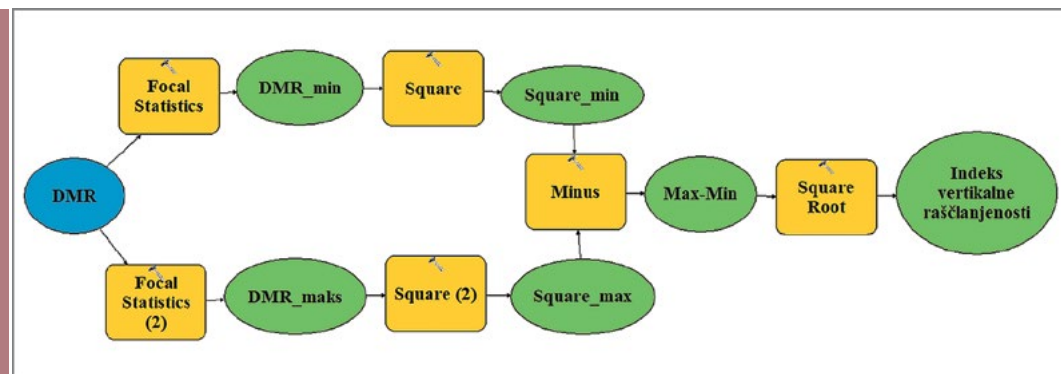 Focal
Statistics
DMR_min
Square
Square_min
DMR
Minus
Max-Min
Square
Root
Indeks
vertikalne
raščlanjenosti
Focal
Statistics
(2)
DMR_maks
Square (2)
Square_max